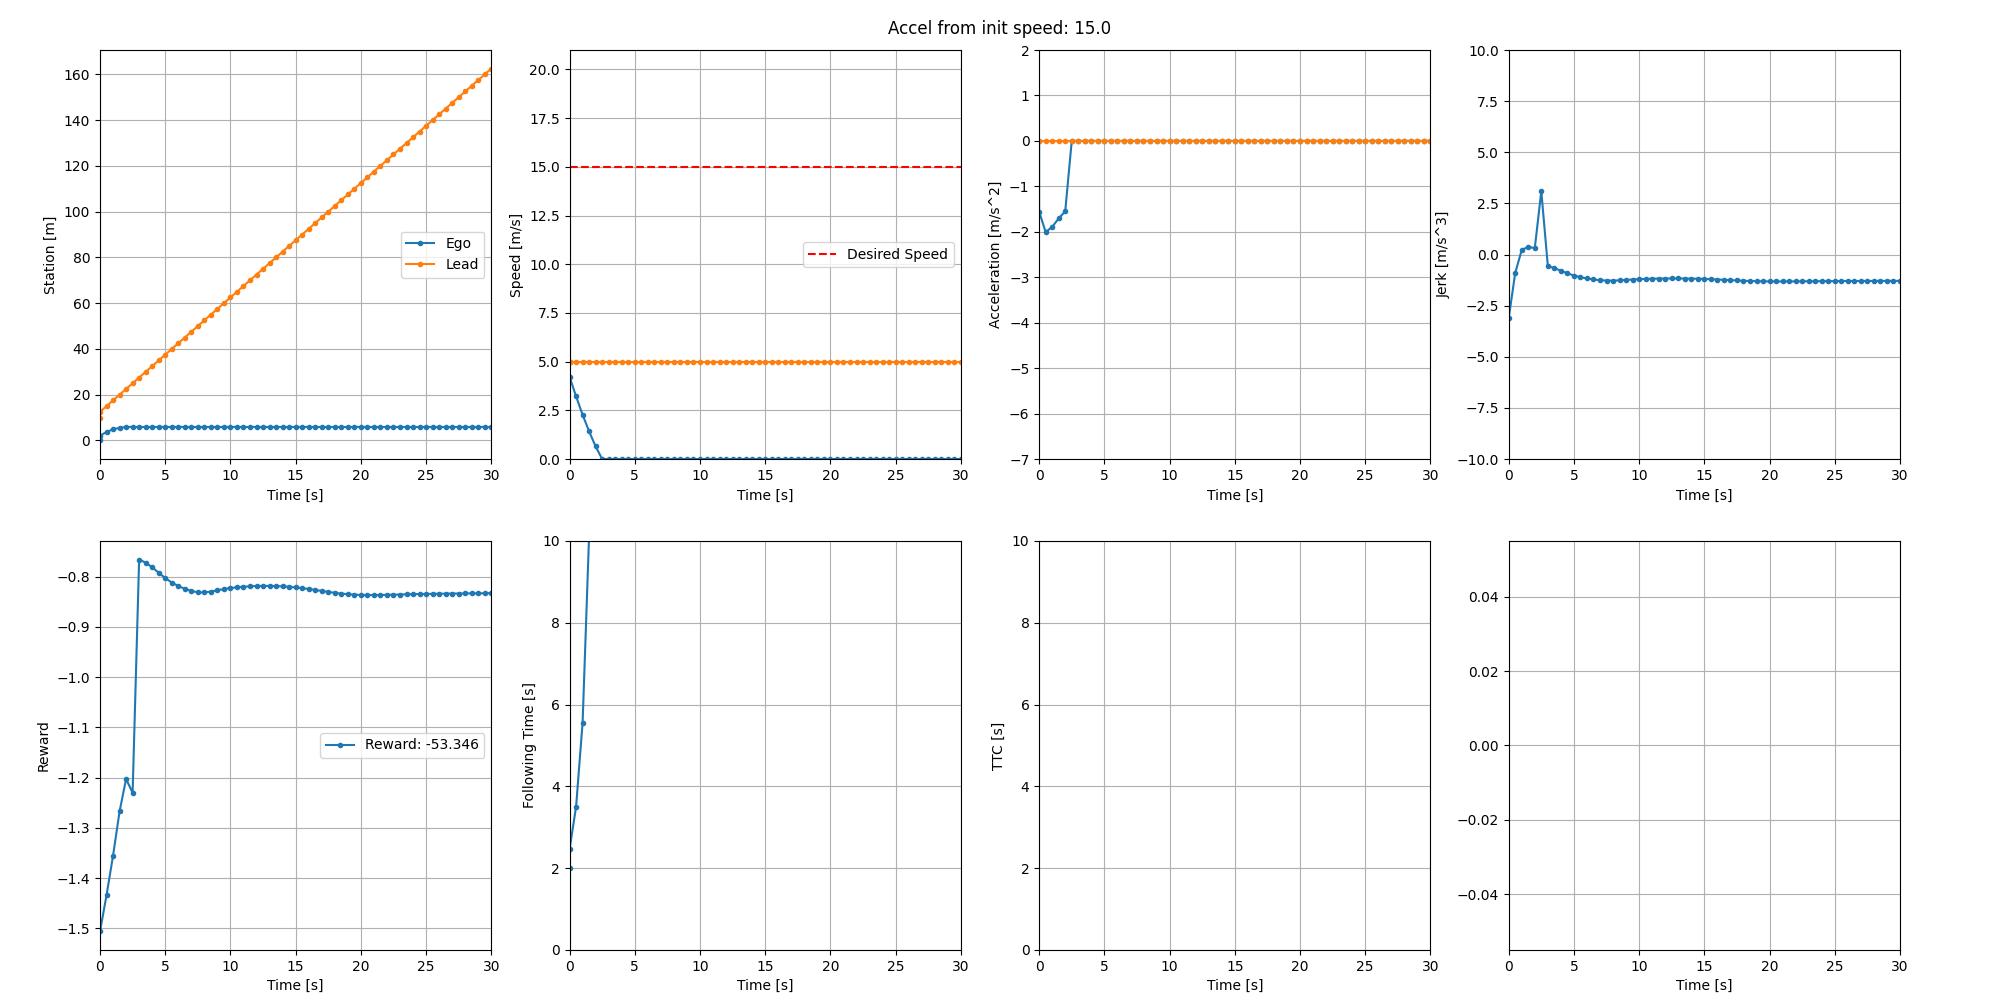 Accel from init speed: 15.0
160
140
120
100
80
60
40
20
0
Station [m]
Ego
Lead
0 5 10 15 20 25 30
Time [s]
20.0
17.5
15.0
12.5
10.0
7.5
5.0
2.5
0.0
Speed [m/s]
Desired Speed
0 5 10 15 20 25 30
Time [s]
2
1
0
−1
−2
−3
−4
−5
−6
−7
Acceleration [m/s^2]
0 5 10 15 20 25 30
Time [s]
10.0
7.5
5.0
2.5
0.0
−2.5
−5.0
−7.5
−10.0
Jerk [m/s^3]
0 5 10 15 20 25 30
Time [s]
−0.8
−0.9
−1.0
−1.1
−1.2
−1.3
−1.4
−1.5
Reward
Reward: -53.346
0 5 10 15 20 25 30
Time [s]
10
8
6
4
2
0
Following Time [s]
0 5 10 15 20 25 30
Time [s]
10
8
6
4
2
0
TTC [s]
0 5 10 15 20 25 30
Time [s]
0.04
0.02
0.00
−0.02
−0.04
0 5 10 15 20 25 30
Time [s]